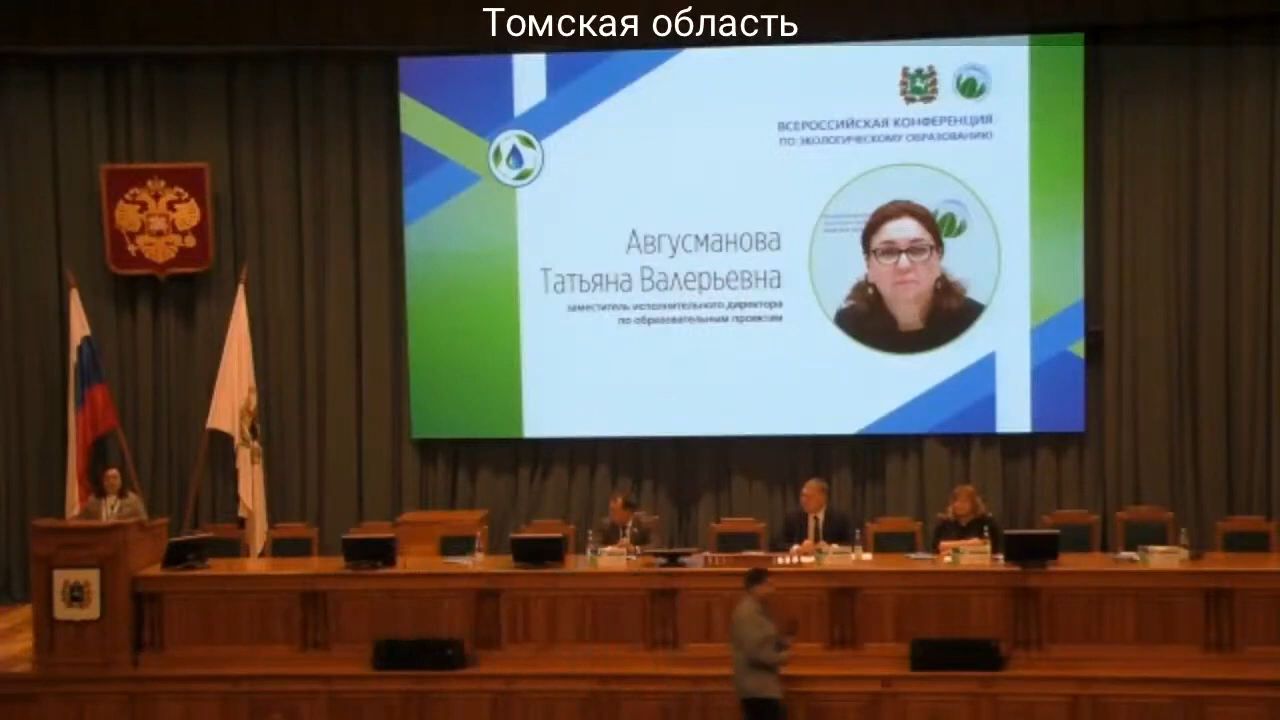 Томская область
ВСЕРОССИЙСКАЯ КОНФЕРЕНЦИЯ
ПО ЭКОЛОГИЧЕСКОМУ ОБРАЗОВАНИЮ
Августманова
Татьяна Валерьевна
заместитель исполнительного директора
по образовательным проектам